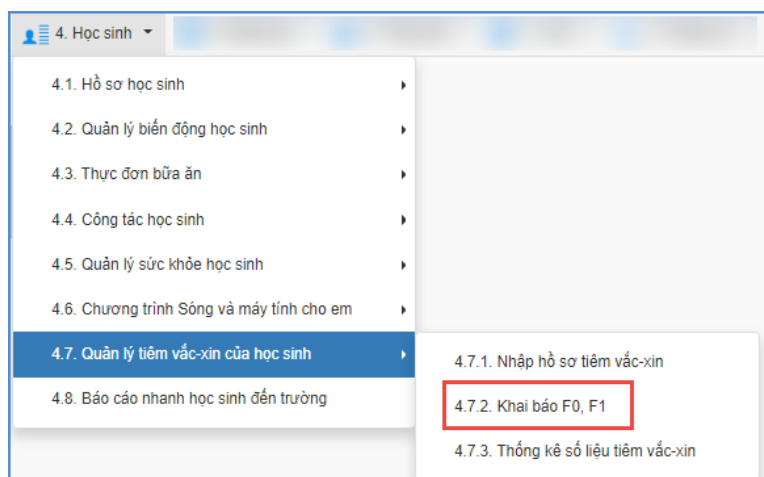 4. Học sinh
4.1. Hồ sơ học sinh
4.2. Quản lý biến động học sinh
4.3. Thực đơn bữa ăn
4.4. Công tác học sinh
4.5. Quản lý sức khỏe học sinh
4.6. Chương trình Sóng và máy tính cho em
4.7. Quản lý tiêm vắc-xin của học sinh
4.8. Báo cáo nhanh học sinh đến trường
4.7.1. Nhập hồ sơ tiêm vắc-xin
4.7.2. Khai báo F0, F1
4.7.3. Thống kê số liệu tiêm vắc-xin